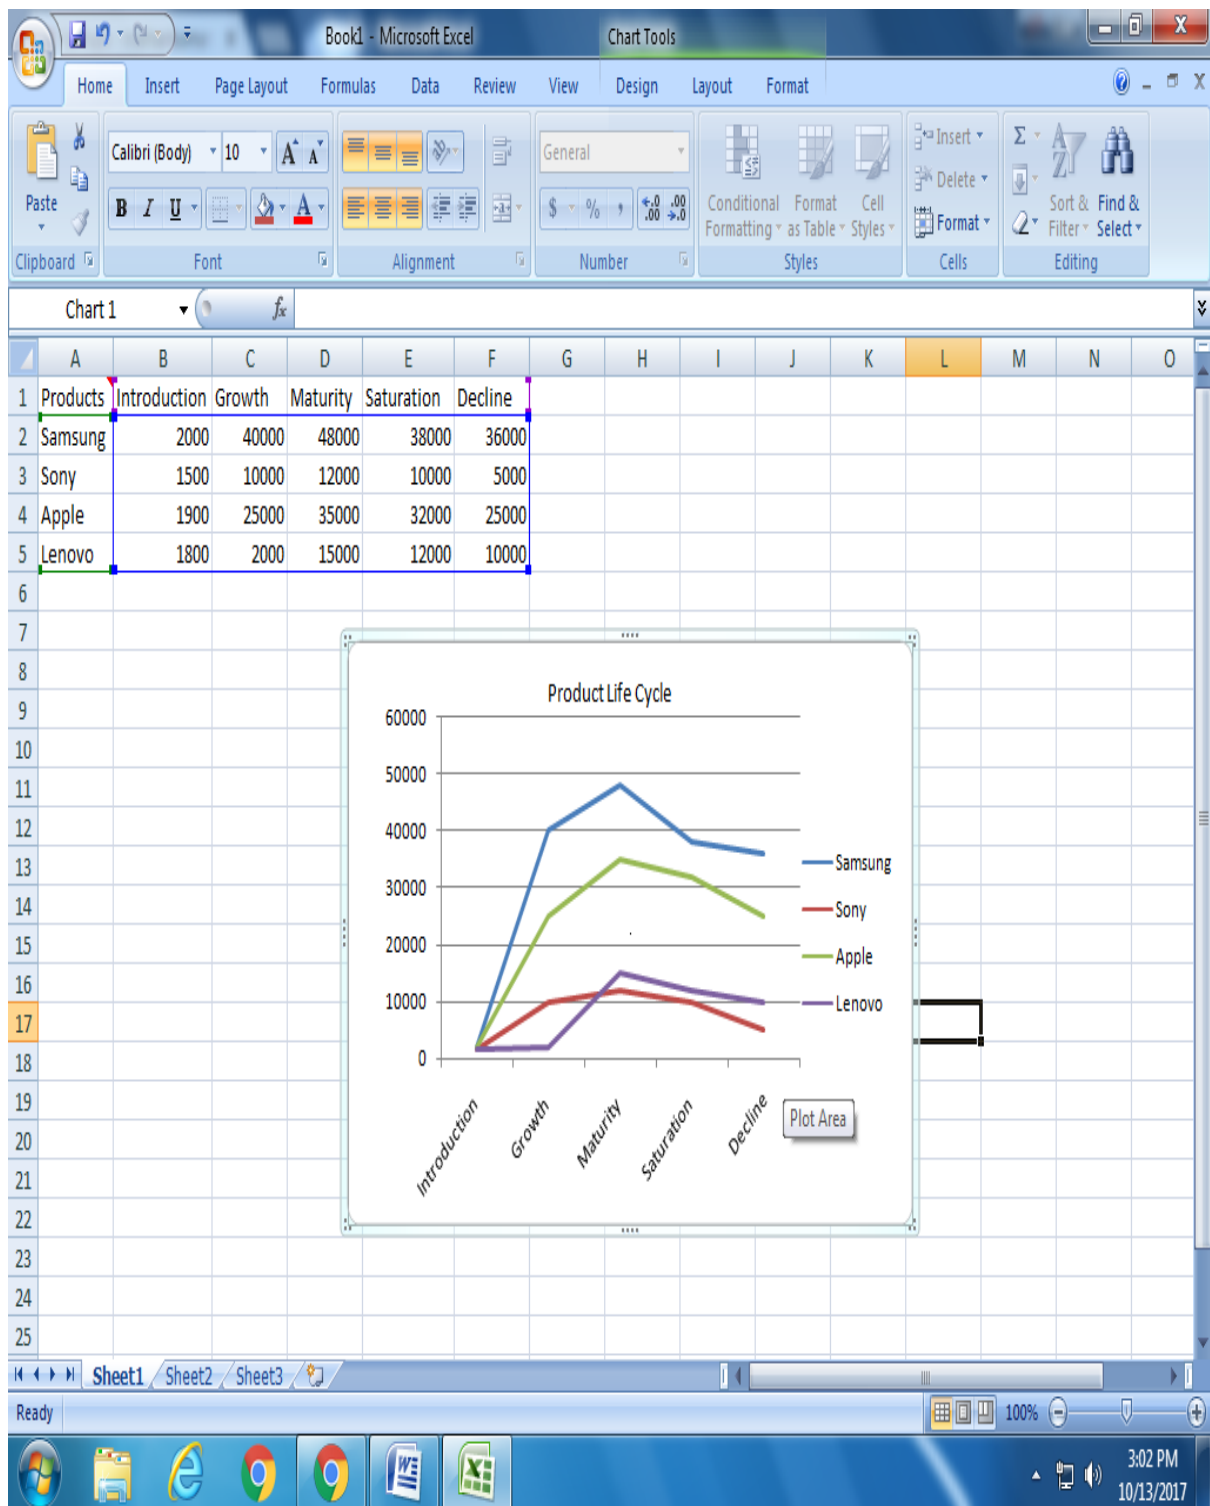 Book1 - Microsoft Excel Chart Tools
Home Insert Page Layout Formulas Data Review View Design Layout Format
Calibri (Body) 10 A A General Insert Σ A Z
Paste B I U A $ % , .0 .00 .00 .0 Conditional Formatting Format as Table Cell Styles Delete Format Sort & Filter Find & Select
Clipboard Font Alignment Number Styles Cells Editing
Chart 1 fx
A B C D E F G H I J K L M N O
1 Products Introduction Growth Maturity Saturation Decline
2 Samsung 2000 40000 48000 38000 36000
3 Sony 1500 10000 12000 10000 5000
4 Apple 1900 25000 35000 32000 25000
5 Lenovo 1800 2000 15000 12000 10000
6
7
8
9
10
11
12
13
14
15
16
17
18
19
20
21
22
23
24
25
Product Life Cycle
60000
50000
40000
30000
20000
10000
0
Introduction Growth Maturity Saturation Decline
Samsung
Sony
Apple
Lenovo
Plot Area
Sheet1 Sheet2 Sheet3
Ready 100%
3:02 PM
10/13/2017